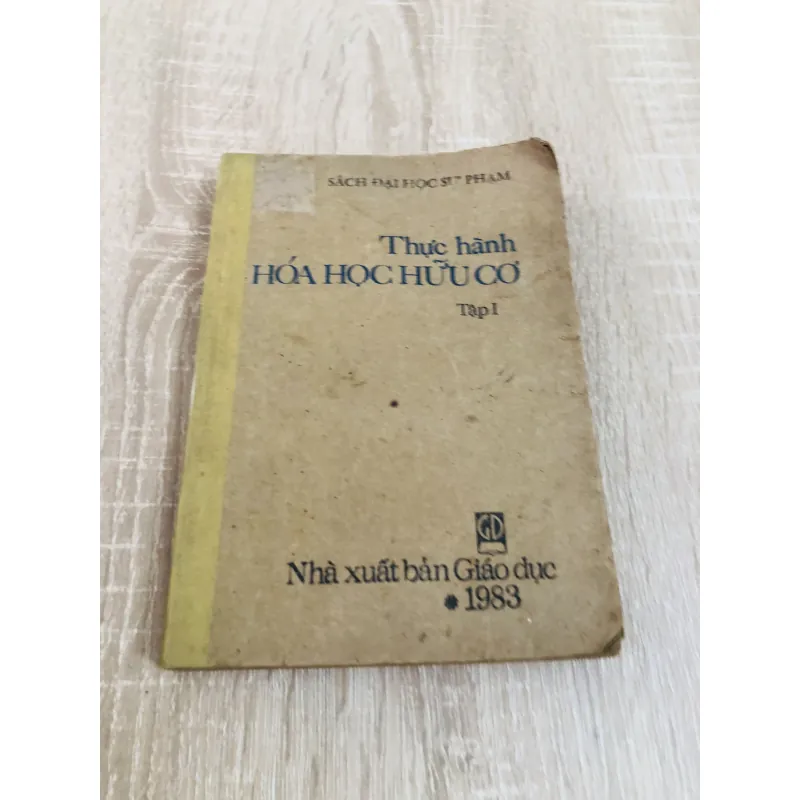 SÁCH ĐẠI HỌC SƯ PHẠM
Thực hành
HÓA HỌC HỮU CƠ
Tập I
GD
Nhà xuất bản Giáo dục
* 1983